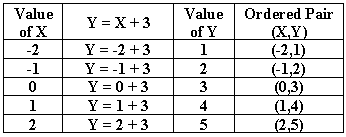 Value of X Y = X + 3 Value of Y Ordered Pair (X,Y)
-2 Y = -2 + 3 1 (-2,1)
-1 Y = -1 + 3 2 (-1,2)
0 Y = 0 + 3 3 (0,3)
1 Y = 1 + 3 4 (1,4)
2 Y = 2 + 3 5 (2,5)